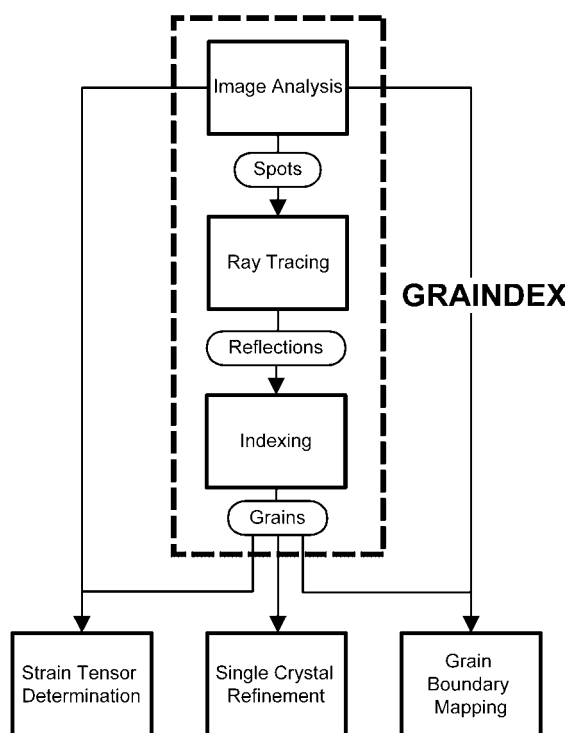 Image Analysis
Spots
Ray Tracing
GRAINDEX
Reflections
Indexing
Grains
Strain Tensor
Determination
Single Crystal
Refinement
Grain
Boundary
Mapping